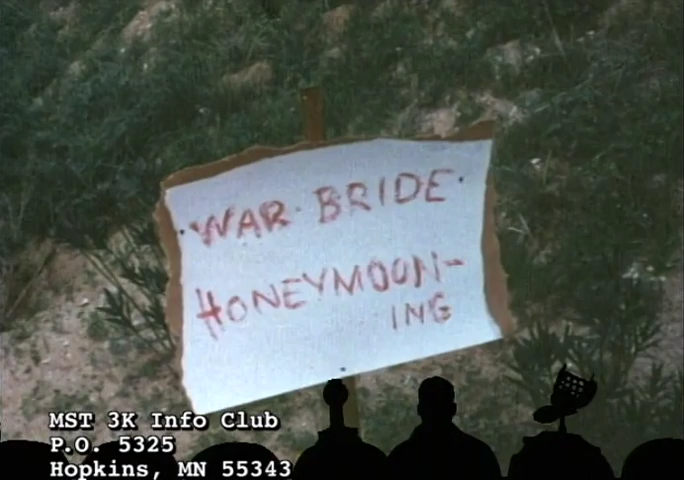 WAR BRIDE
HONEYMOON-
ING
MST 3K Info Club
P.O. 5325
Hopkins, MN 55343